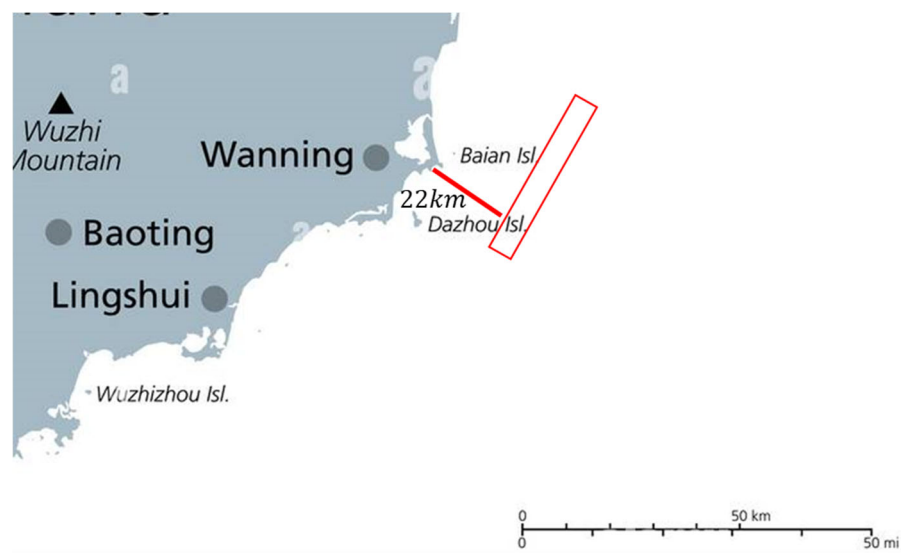 a
a
Wuzhi
Mountain
Wanning
Baian Isl.
22km
Dazhou Isl.
a
Baoting
Lingshui
Wuzhizhou Isl.
0
50 km
0
50 mi